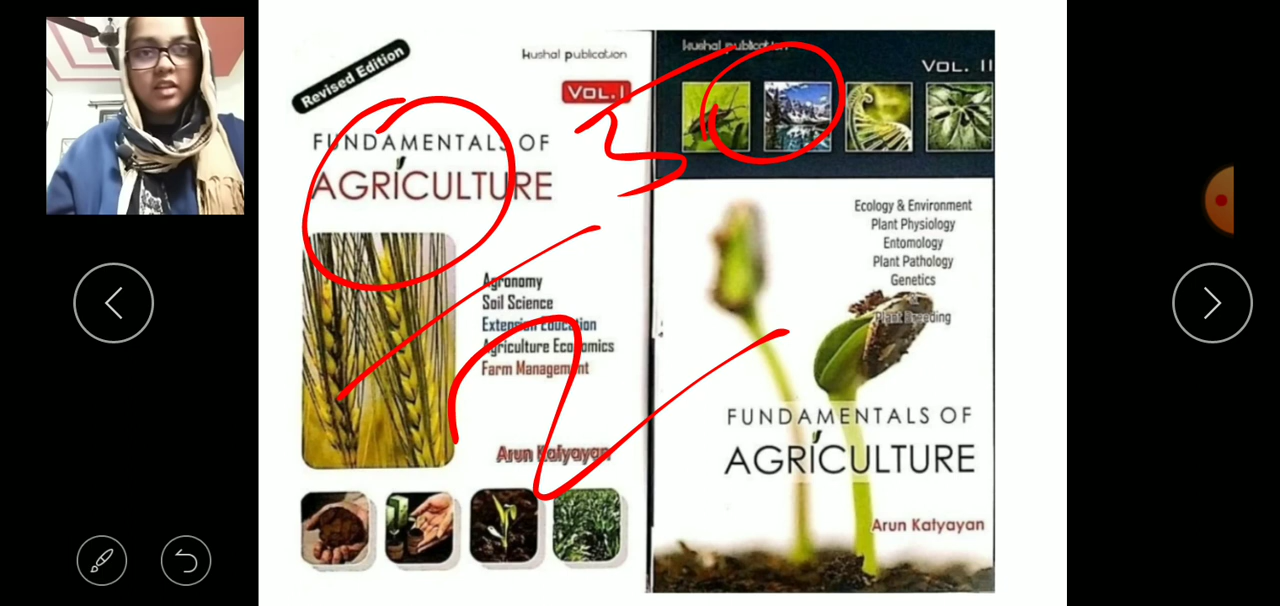 Revised Edition
kushal publication
VOL.I
FUNDAMENTALS OF
AGRICULTURE
Agronomy
Soil Science
Extension Education
Agriculture Economics
Farm Management
Arun Katyayan
kushal publication
VOL. II
Ecology & Environment
Plant Physiology
Entomology
Plant Pathology
Genetics
&
Plant Breeding
FUNDAMENTALS OF
AGRICULTURE
Arun Katyayan